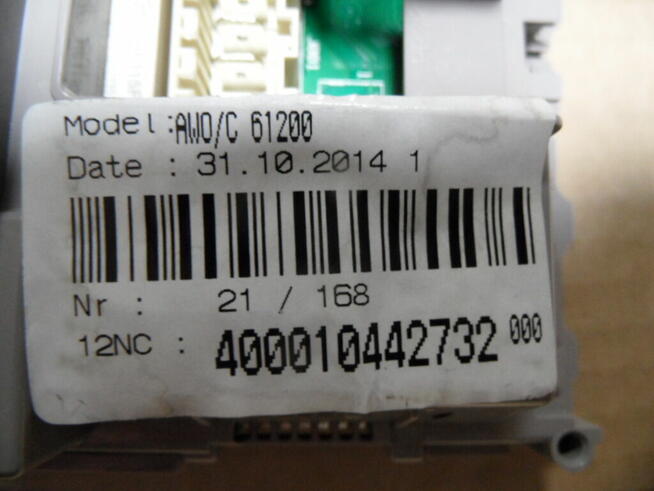 Model :AWO/C 61200
Date : 31.10.2014 1
Nr : 21 / 168
12NC : 400010442732 000